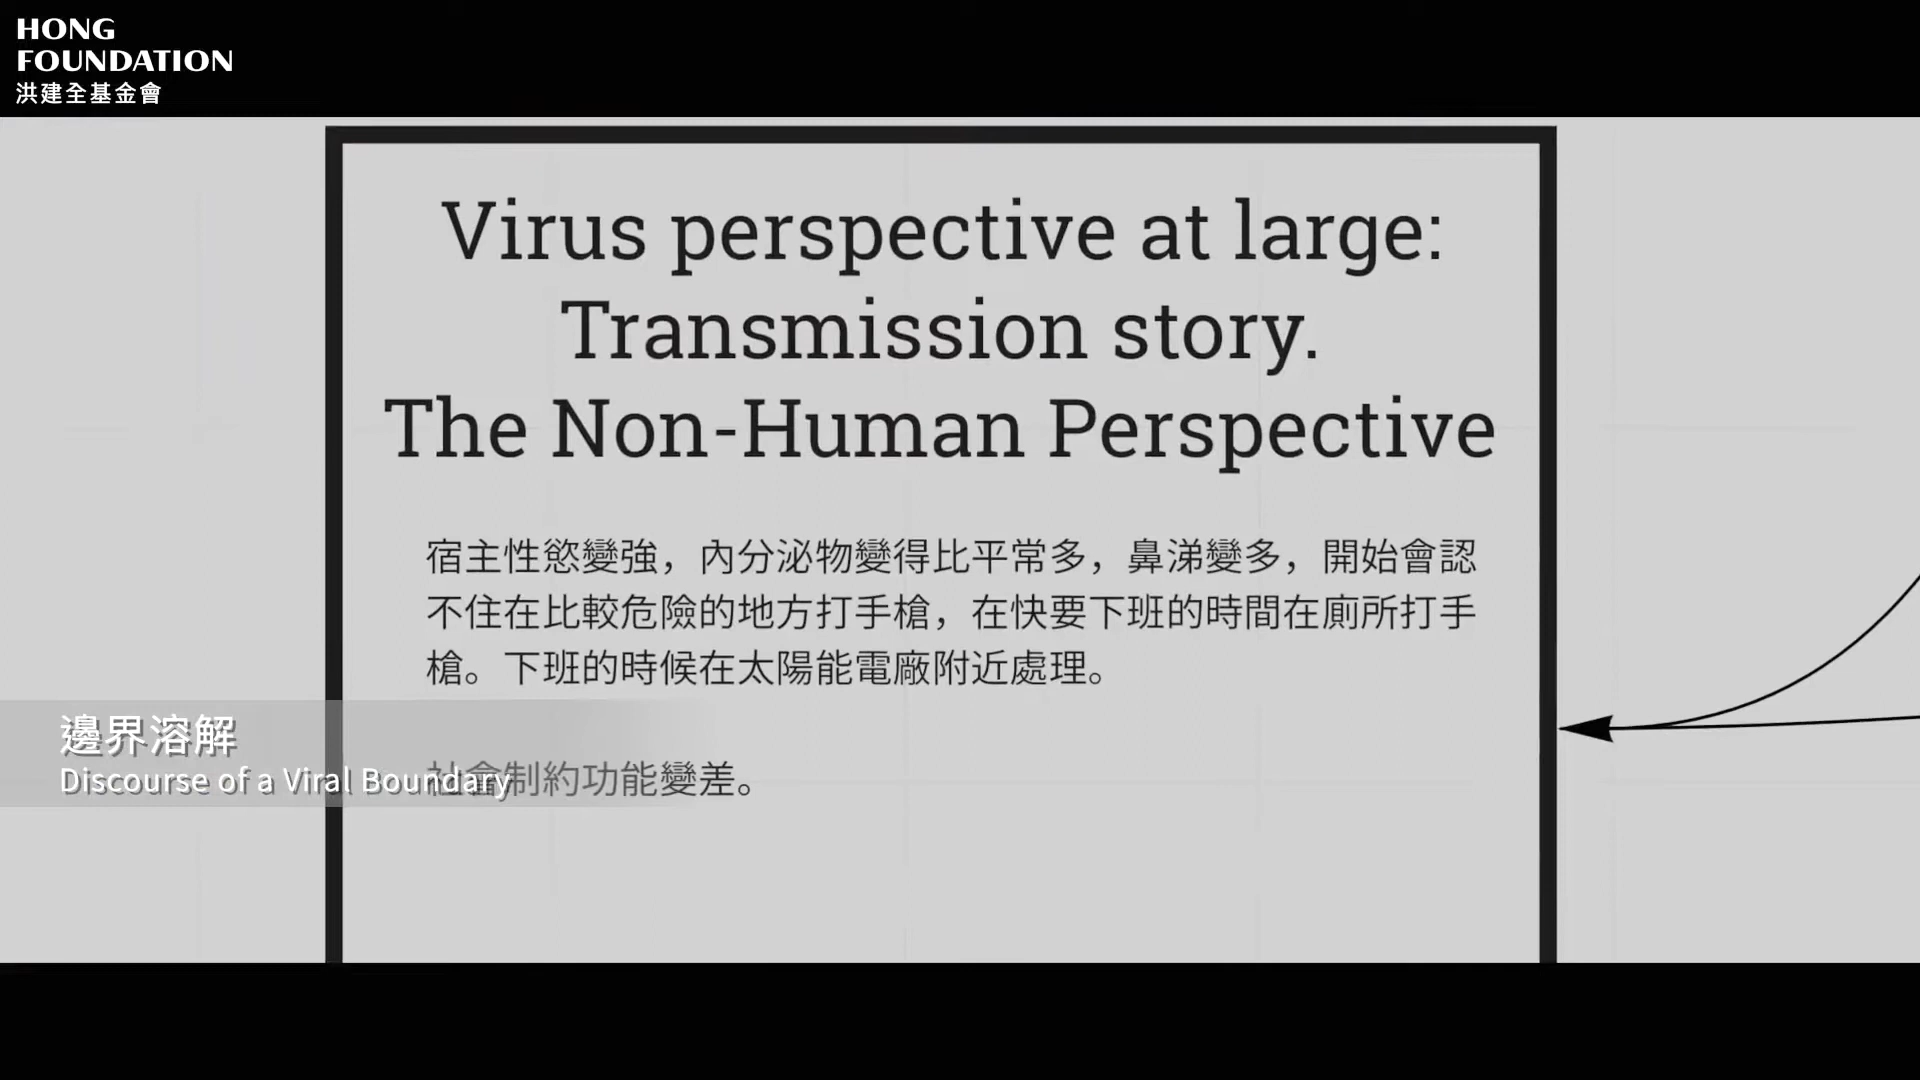 HONG
FOUNDATION
洪建全基金會
Virus perspective at large:
Transmission story.
The Non-Human Perspective
宿主性慾變強，內分泌物變得比平常多，鼻涕變多，開始會認
不住在比較危險的地方打手槍，在快要下班的時間在廁所打手
槍。下班的時候在太陽能電廠附近處理。
邊界溶解
Discourse of a Viral Boundary
社會制約功能變差。